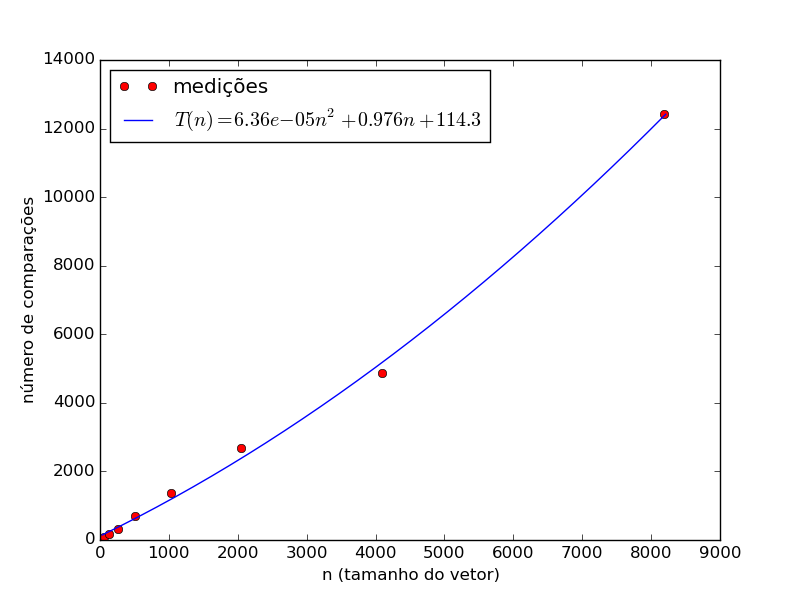 14000
12000
10000
8000
6000
4000
2000
0
número de comparações
medições
T(n)=6.36e−05n² +0.976n+114.3
0 1000 2000 3000 4000 5000 6000 7000 8000 9000
n (tamanho do vetor)